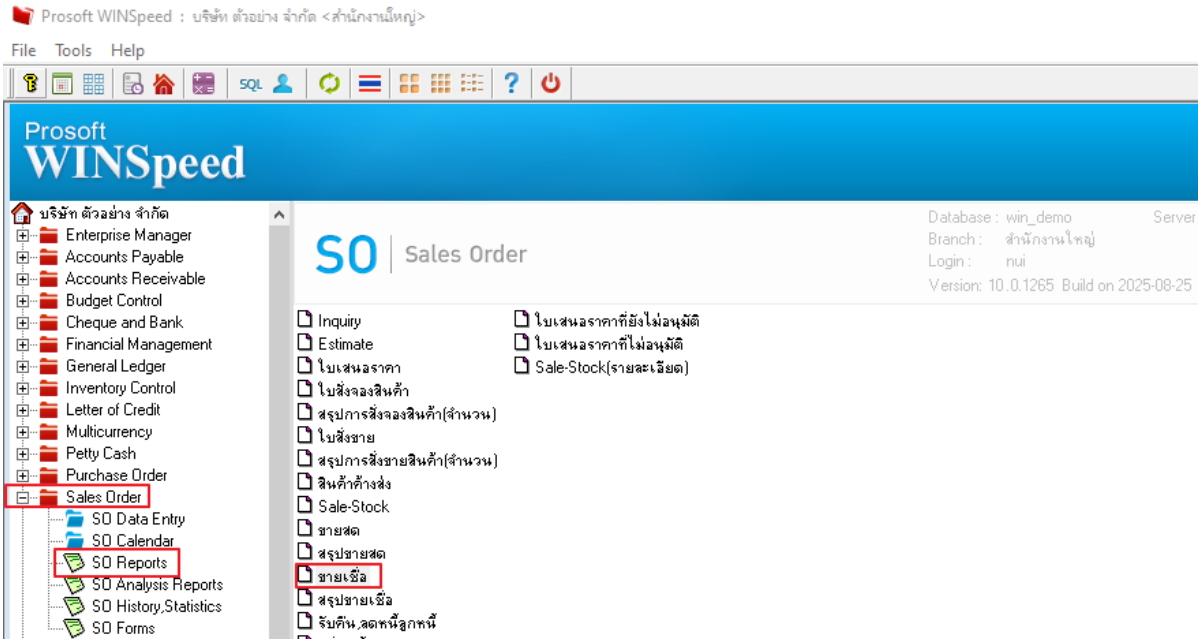 Prosoft WINSpeed : บริษัท ตัวอย่าง จำกัด <สำนักงานใหญ่>
File Tools Help
SQL
Prosoft
WINSpeed
บริษัท ตัวอย่าง จำกัด
Enterprise Manager
Accounts Payable
Accounts Receivable
Budget Control
Cheque and Bank
Financial Management
General Ledger
Inventory Control
Letter of Credit
Multicurrency
Petty Cash
Purchase Order
Sales Order
SO Data Entry
SO Calendar
SO Reports
SO Analysis Reports
SO History,Statistics
SO Forms
SO Sales Order
Database : win_demo Server
Branch : สำนักงานใหญ่
Login : nui
Version: 10.0.1265 Build on 2025-08-25
Inquiry
Estimate
ใบเสนอราคา
ใบสั่งจองสินค้า
สรุปการสั่งจองสินค้า(จำนวน)
ใบสั่งขาย
สรุปการสั่งขายสินค้า(จำนวน)
สินค้าค้างส่ง
Sale-Stock
ขายสด
สรุปขายสด
ขายเชื่อ
สรุปขายเชื่อ
รับคืน,ลดหนี้ลูกหนี้
ใบเสนอราคาที่ยังไม่อนุมัติ
ใบเสนอราคาที่ไม่อนุมัติ
Sale-Stock(รายละเอียด)